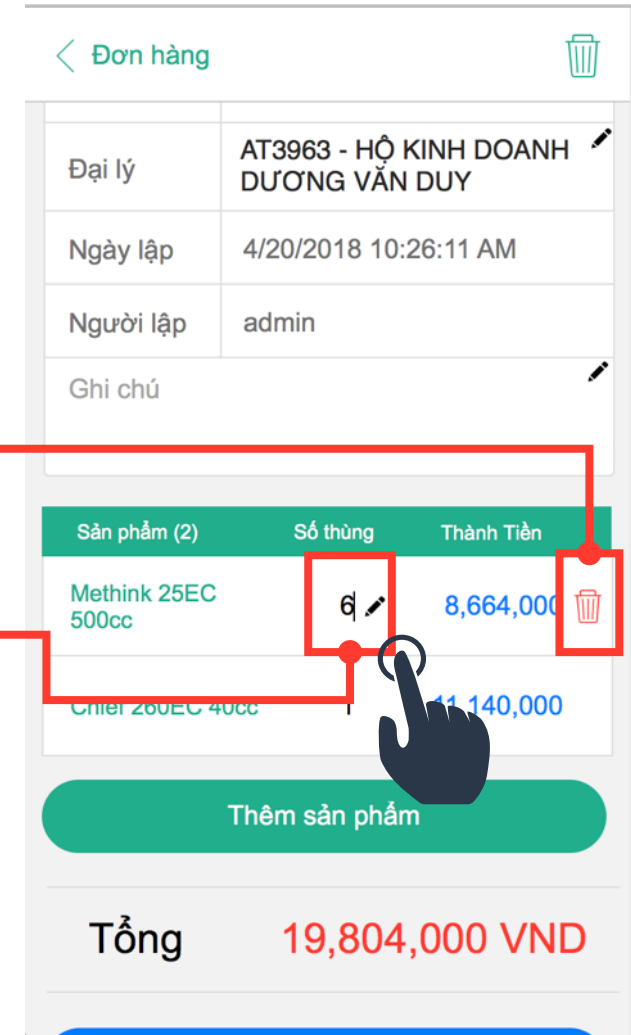 Đơn hàng
Đại lý
AT3963 - HỘ KINH DOANH
DƯƠNG VĂN DUY
Ngày lập
4/20/2018 10:26:11 AM
Người lập
admin
Ghi chú
Sản phẩm (2)
Số thùng
Thành Tiền
Methink 25EC
500cc
6
8,664,000
Chief 260EC 40cc
1
11,140,000
Thêm sản phẩm
Tổng
19,804,000 VND